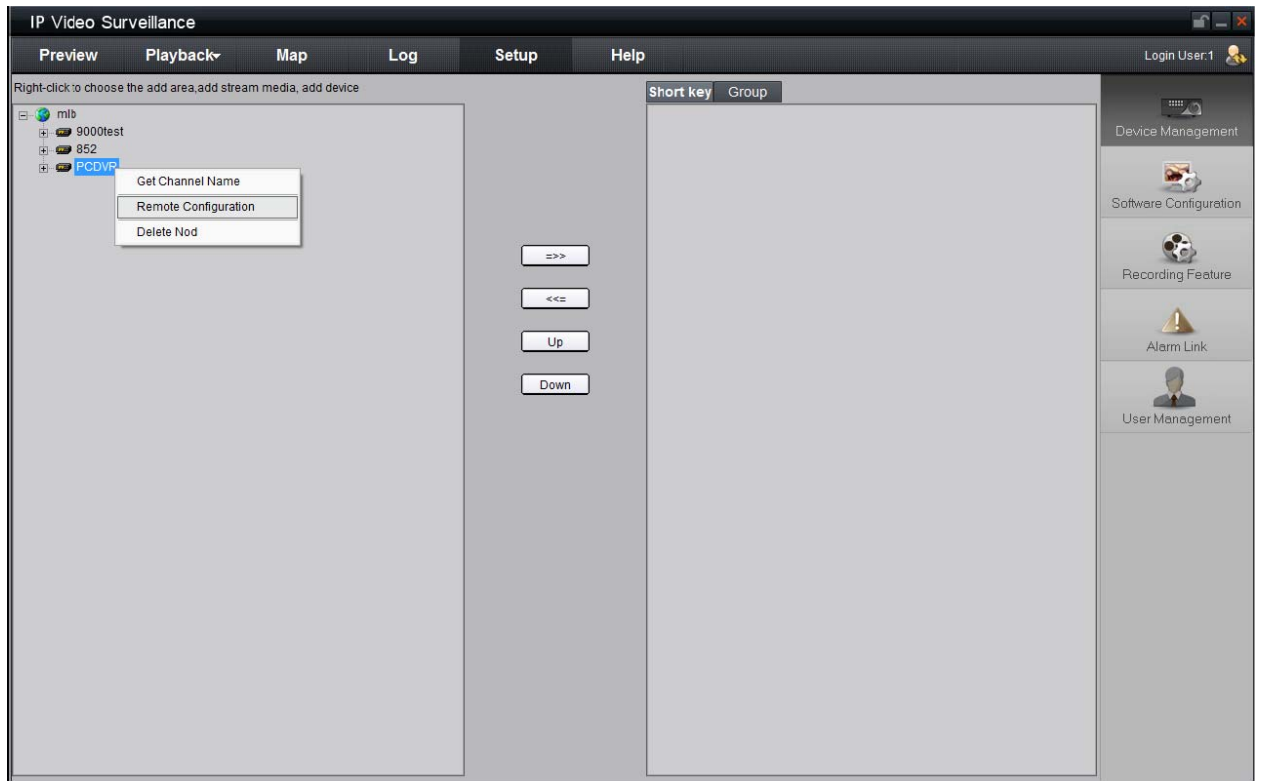 IP Video Surveillance
Preview Playback Map Log Setup Help Login User:1
Right-click to choose the add area,add stream media, add device
Short key Group
mlb
9000test
852
PCDVR
Get Channel Name
Remote Configuration
Delete Nod
=>>
<<=
Up
Down
Device Management
Software Configuration
Recording Feature
Alarm Link
User Management